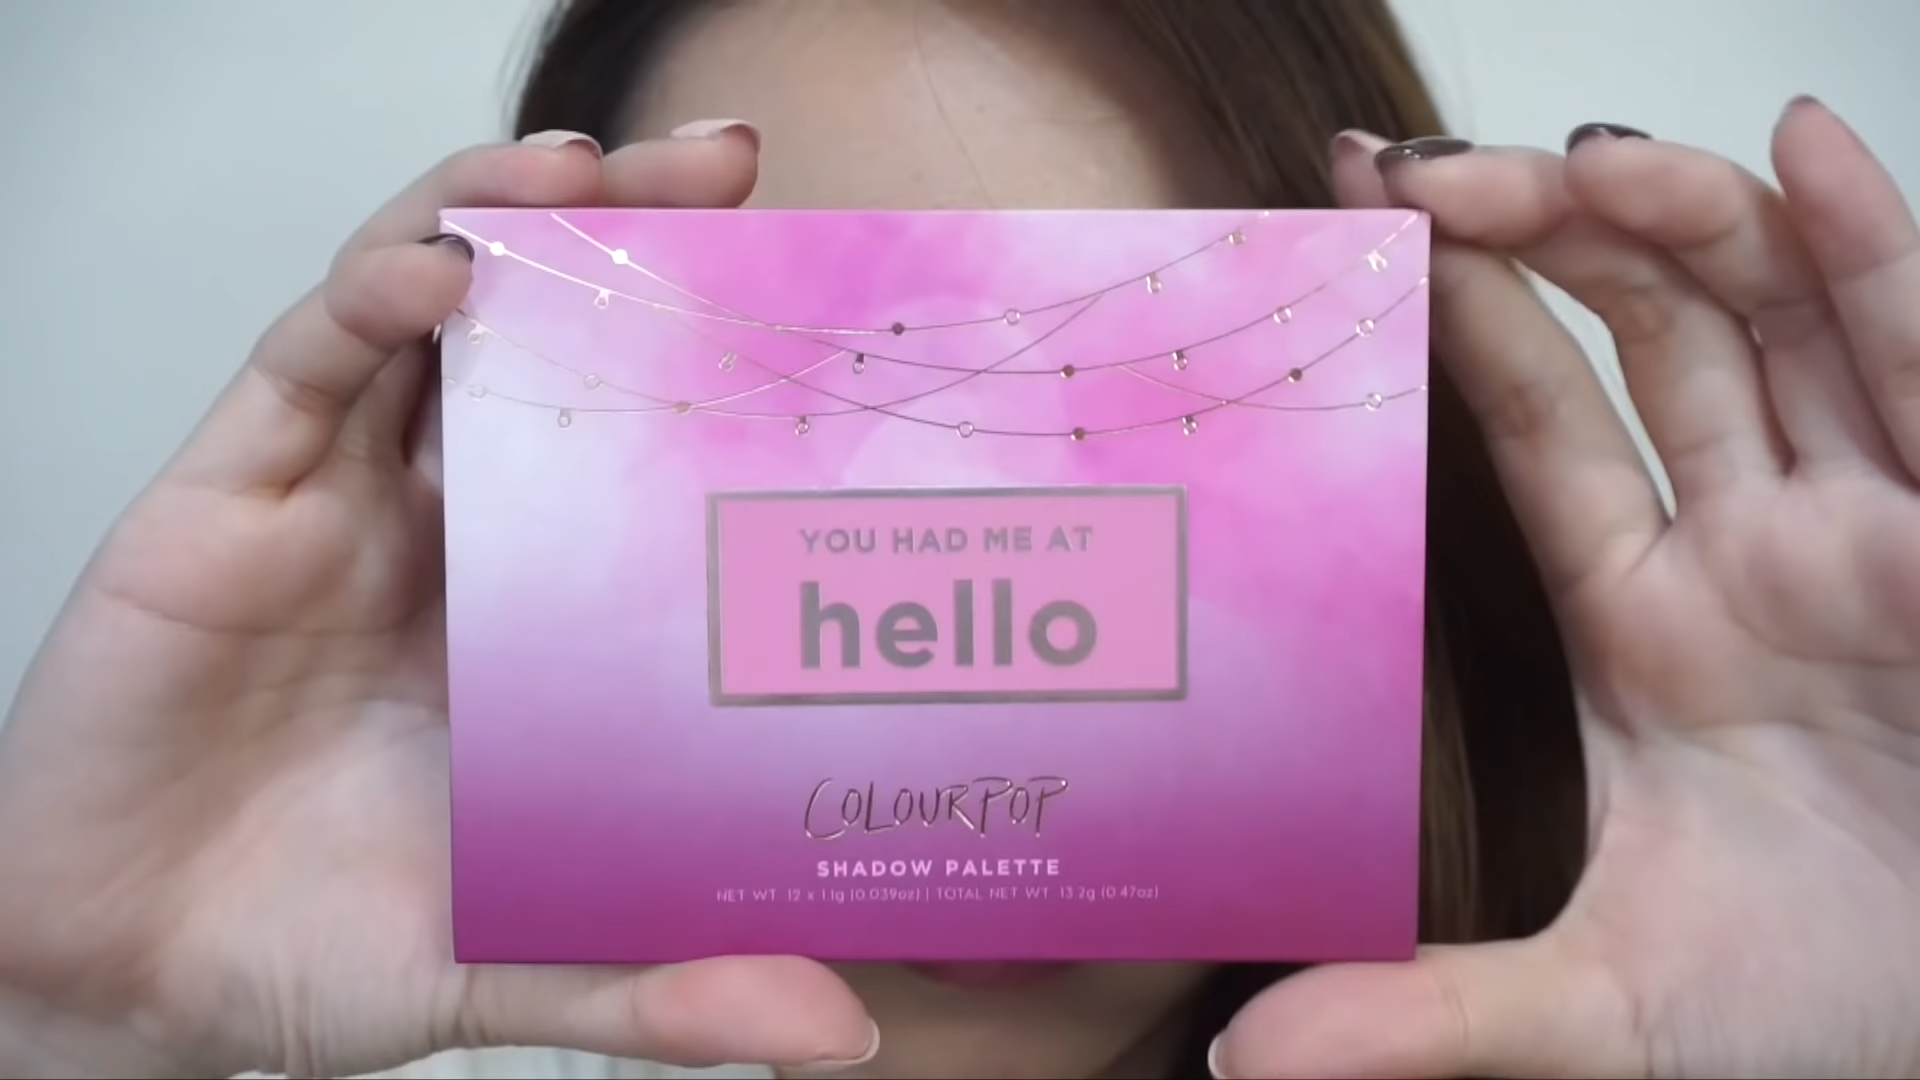 YOU HAD ME AT
hello
COLOURPOP
SHADOW PALETTE
NET WT. 12 x 1.1g (0.039oz) | TOTAL NET WT. 13.2g (0.47oz)